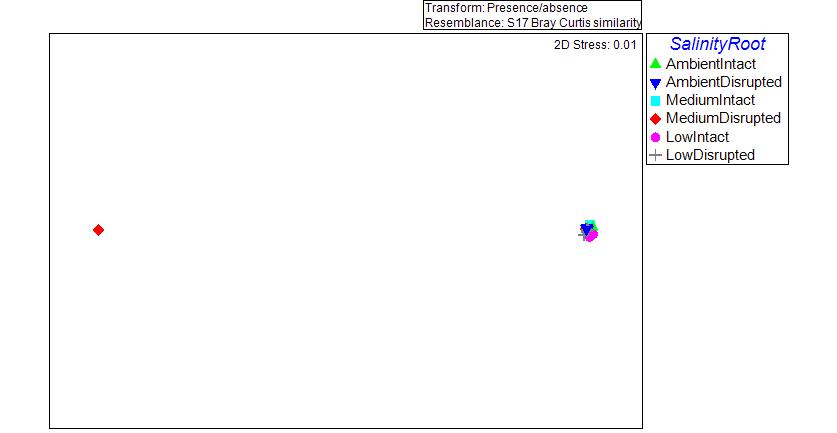 Transform: Presence/absence
Resemblance: S17 Bray Curtis similarity
2D Stress: 0.01
SalinityRoot
AmbientIntact
AmbientDisrupted
MediumIntact
MediumDisrupted
LowIntact
LowDisrupted